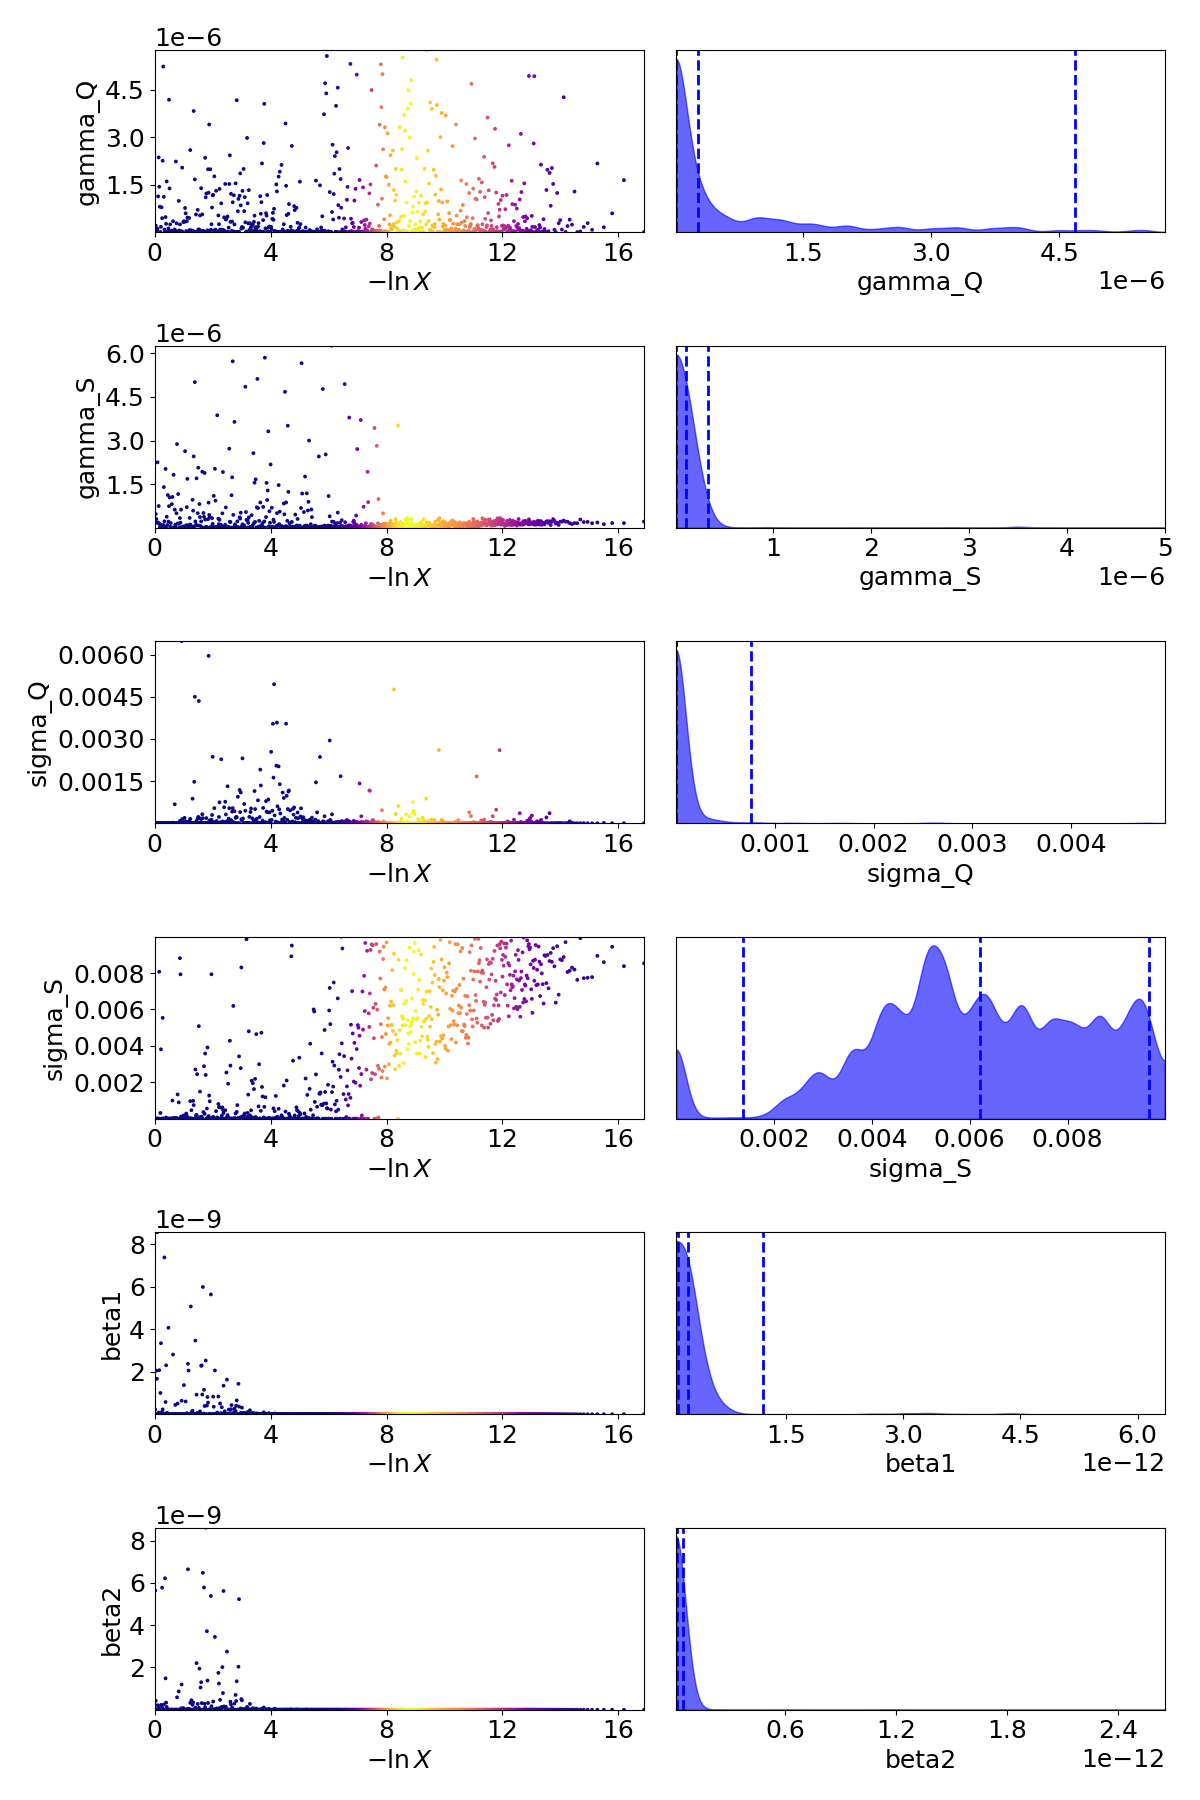 1e−6
gamma_Q
4.5
3.0
1.5
0 4 8 12 16
−ln X
1.5 3.0 4.5
gamma_Q 1e−6
1e−6
gamma_S
6.0
4.5
3.0
1.5
0 4 8 12 16
−ln X
1 2 3 4 5
gamma_S 1e−6
sigma_Q
0.0060
0.0045
0.0030
0.0015
0 4 8 12 16
−ln X
0.001 0.002 0.003 0.004
sigma_Q
sigma_S
0.008
0.006
0.004
0.002
0 4 8 12 16
−ln X
0.002 0.004 0.006 0.008
sigma_S
1e−9
beta1
8
6
4
2
0 4 8 12 16
−ln X
1.5 3.0 4.5 6.0
beta1 1e−12
1e−9
beta2
8
6
4
2
0 4 8 12 16
−ln X
0.6 1.2 1.8 2.4
beta2 1e−12